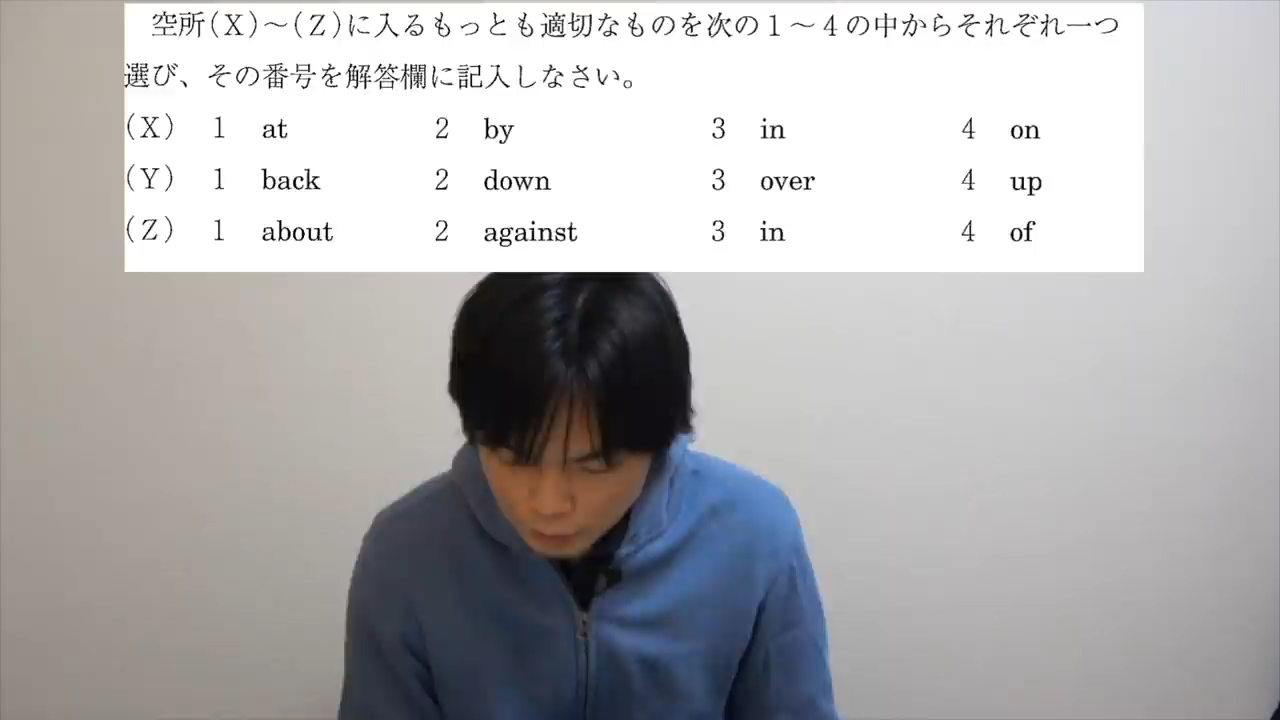 空所(X)～(Z)に入るもっとも適切なものを次の1～4の中からそれぞれ一つ
選び、その番号を解答欄に記入しなさい。
(X) 1 at 2 by 3 in 4 on
(Y) 1 back 2 down 3 over 4 up
(Z) 1 about 2 against 3 in 4 of